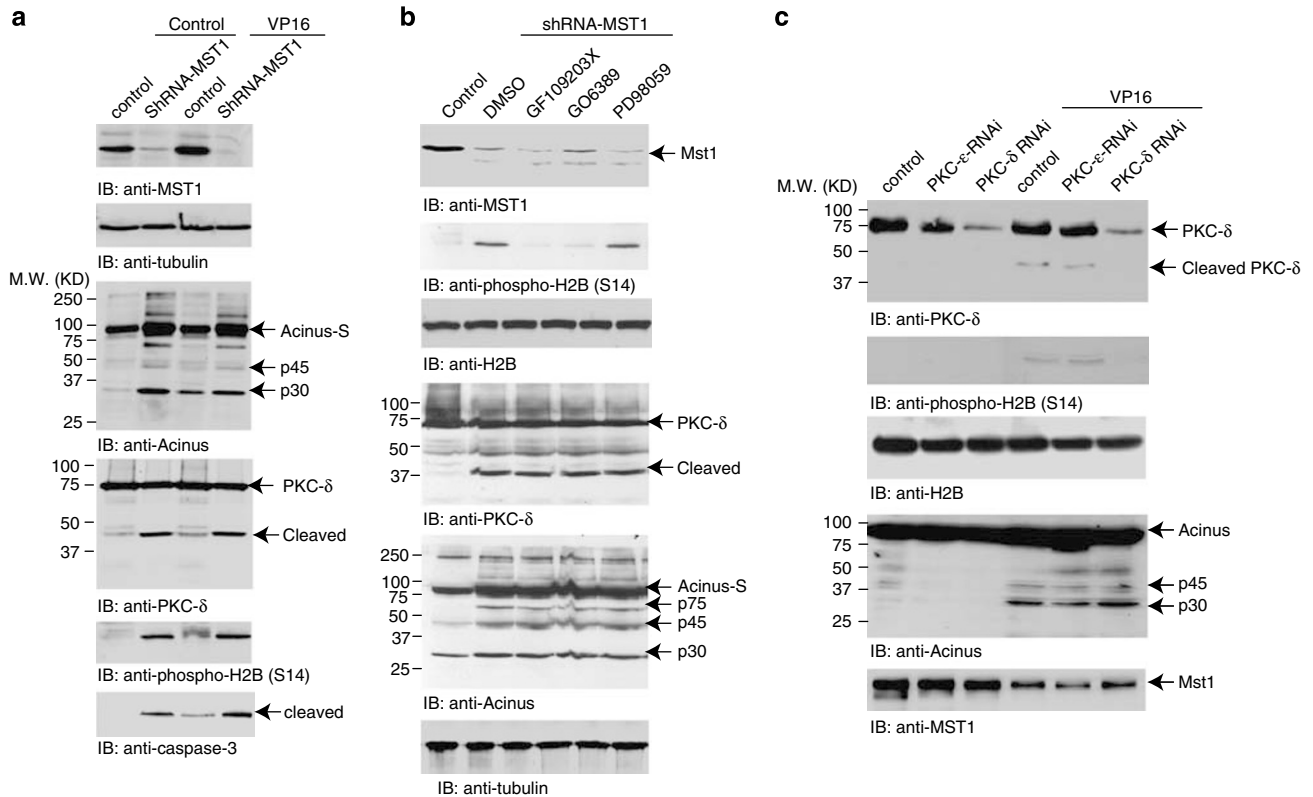 a
Control VP16
control
ShRNA-MST1
control
ShRNA-MST1
IB: anti-MST1
IB: anti-tubulin
M.W. (KD)
250
100
75
50
37
25
Acinus-S
p45
p30
IB: anti-Acinus
100
75
50
37
PKC-δ
Cleaved
IB: anti-PKC-δ
IB: anti-phospho-H2B (S14)
cleaved
IB: anti-caspase-3
b
shRNA-MST1
Control
DMSO
GF109203X
GO6389
PD98059
Mst1
IB: anti-MST1
IB: anti-phospho-H2B (S14)
IB: anti-H2B
100
75
50
37
PKC-δ
Cleaved
IB: anti-PKC-δ
250
100
75
50
37
25
Acinus-S
p75
p45
p30
IB: anti-Acinus
IB: anti-tubulin
c
VP16
control
PKC-ε-RNAi
PKC-δ RNAi
control
PKC-ε-RNAi
PKC-δ RNAi
M.W. (KD)
100
75
50
37
PKC-δ
Cleaved PKC-δ
IB: anti-PKC-δ
IB: anti-phospho-H2B (S14)
IB: anti-H2B
100
75
50
37
25
Acinus
p45
p30
IB: anti-Acinus
Mst1
IB: anti-MST1